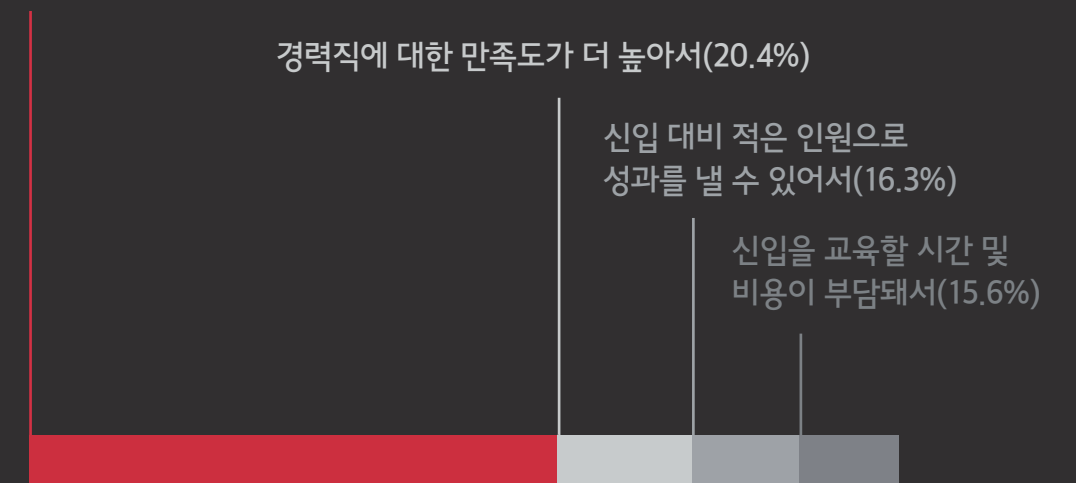 경력직에 대한 만족도가 더 높아서(20.4%)
신입 대비 적은 인원으로
성과를 낼 수 있어서(16.3%)
신입을 교육할 시간 및
비용이 부담돼서(15.6%)